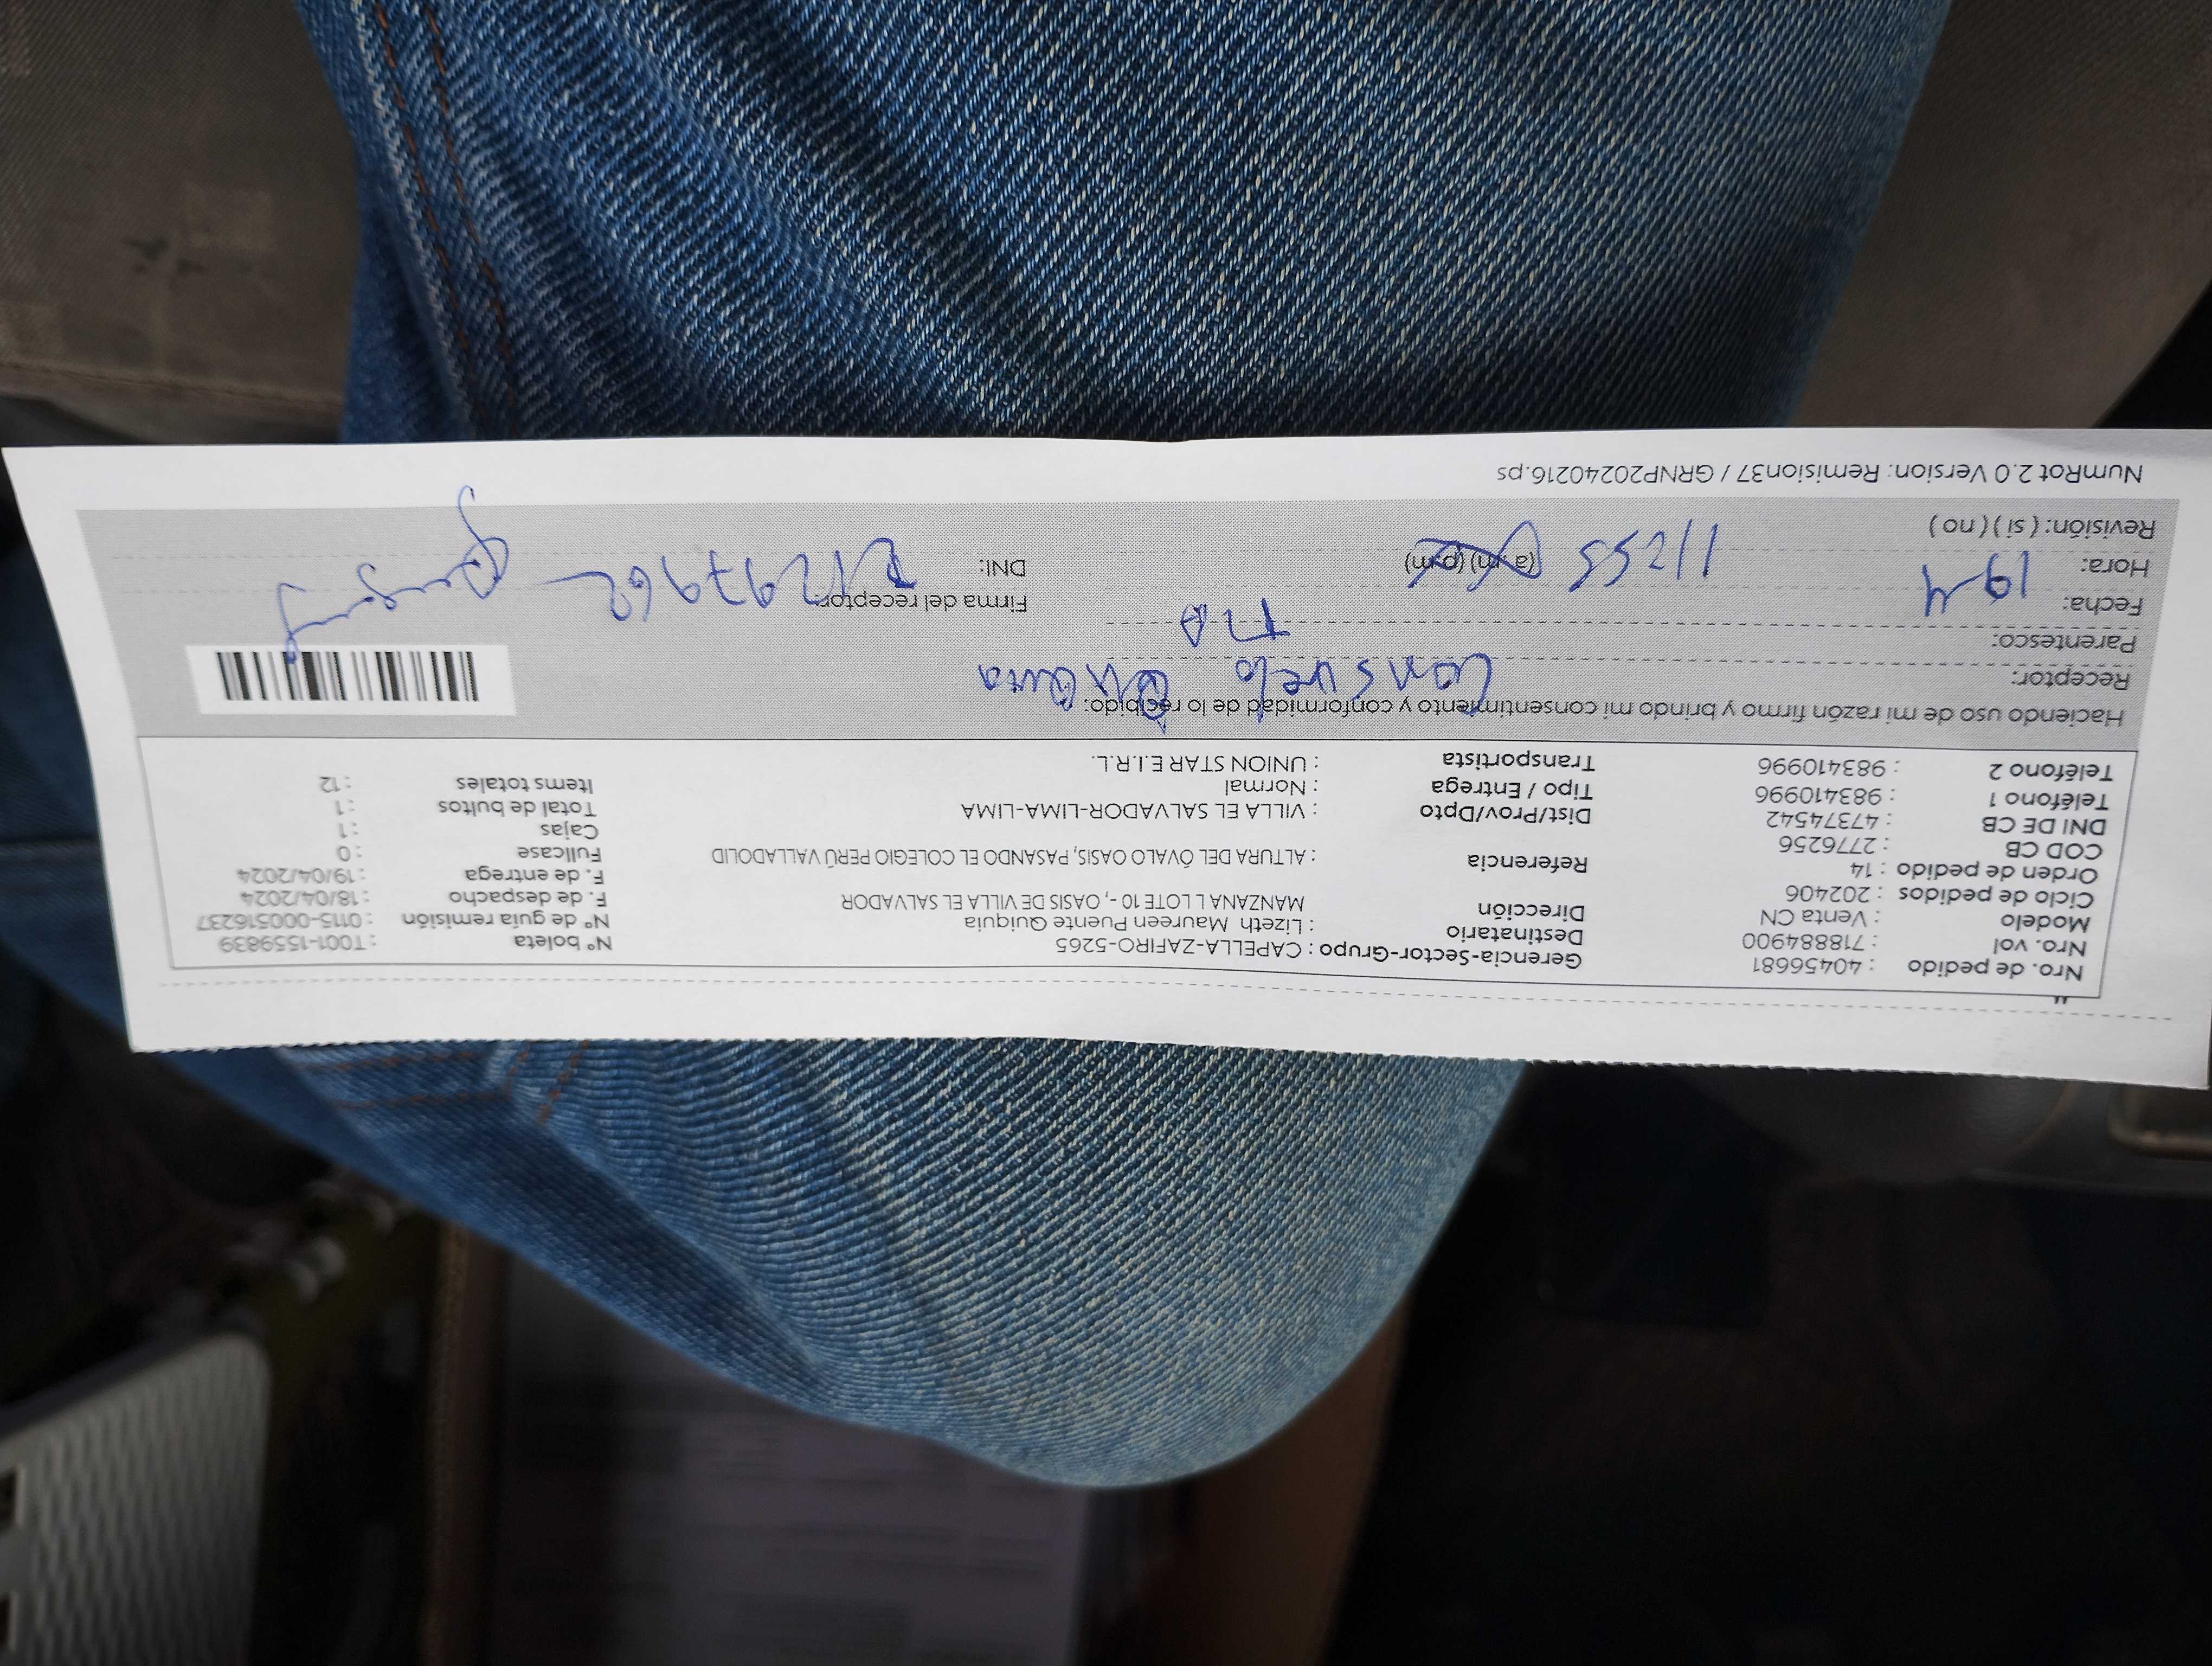 Nro. de pedido : 40456681
Nro. vol : 718884900
Modelo : Venta CN
Ciclo de pedidos : 202406
Orden de pedido : 14
COD CB : 2776256
DNI DE CB : 47374542
Teléfono 1 : 983410996
Teléfono 2 : 983410996
Gerencia-Sector-Grupo : CAPELLA-ZAFIRO-5265
Destinatario : Lizeth Maureen Puente Quiquia
Dirección MANZANA L LOTE 10 -, OASIS DE VILLA EL SALVADOR
Referencia : ALTURA DEL ÓVALO OASIS, PASANDO EL COLEGIO PERÚ VALLADOLID
Dist/Prov/Dpto : VILLA EL SALVADOR-LIMA-LIMA
Tipo / Entrega : Normal
Transportista : UNION STAR E.I.R.L.
N° boleta : T001-1559839
N° de guía remisión : 0115-000516237
F. de despacho : 18/04/2024
F. de entrega : 19/04/2024
Fullcase : 0
Cajas : 1
Total de bultos : 1
Items totales : 12
Haciendo uso de mi razón firmo y brindo mi consentimiento y conformidad de lo recibido:
Receptor: Consuelo
Parentesco: TIA
Fecha: 19-4
Hora: 11255 (a.m) (p.m)
Revisión: ( si ) ( no )
Firma del receptor:
DNI:
NumRot 2.0 Version: Remision37 / GRNP20240216.ps